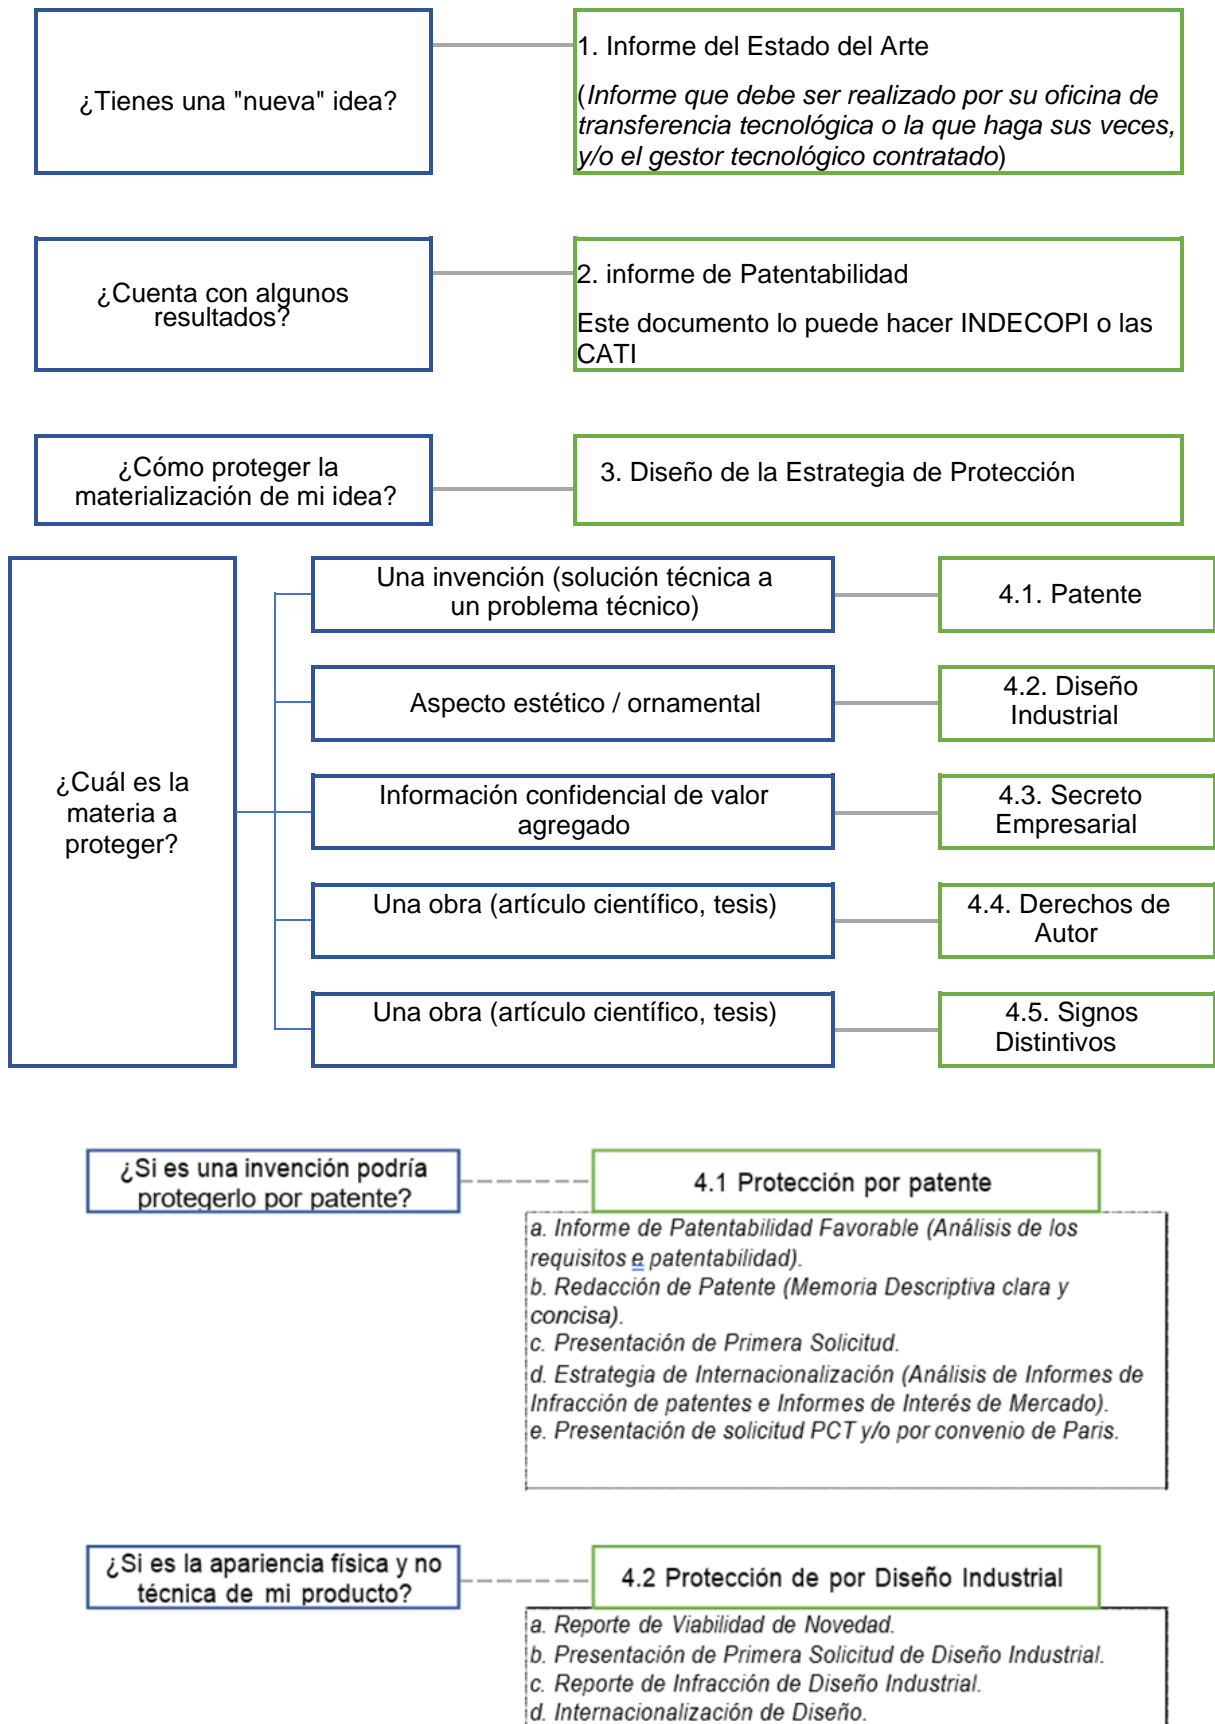 ¿Tienes una "nueva" idea?
1. Informe del Estado del Arte
(Informe que debe ser realizado por su oficina de
transferencia tecnológica o la que haga sus veces,
y/o el gestor tecnológico contratado)
¿Cuenta con algunos
resultados?
2. informe de Patentabilidad
Este documento lo puede hacer INDECOPI o las
CATI
¿Cómo proteger la
materialización de mi idea?
3. Diseño de la Estrategia de Protección
¿Cuál es la
materia a
proteger?
Una invención (solución técnica a
un problema técnico)
4.1. Patente
Aspecto estético / ornamental
4.2. Diseño
Industrial
Información confidencial de valor
agregado
4.3. Secreto
Empresarial
Una obra (artículo científico, tesis)
4.4. Derechos de
Autor
Una obra (artículo científico, tesis)
4.5. Signos
Distintivos
¿Si es una invención podría
protegerlo por patente?
4.1 Protección por patente
a. Informe de Patentabilidad Favorable (Análisis de los
requisitos e patentabilidad).
b. Redacción de Patente (Memoria Descriptiva clara y
concisa).
c. Presentación de Primera Solicitud.
d. Estrategia de Internacionalización (Análisis de Informes de
Infracción de patentes e Informes de Interés de Mercado).
e. Presentación de solicitud PCT y/o por convenio de Paris.
¿Si es la apariencia física y no
técnica de mi producto?
4.2 Protección de por Diseño Industrial
a. Reporte de Viabilidad de Novedad.
b. Presentación de Primera Solicitud de Diseño Industrial.
c. Reporte de Infracción de Diseño Industrial.
d. Internacionalización de Diseño.